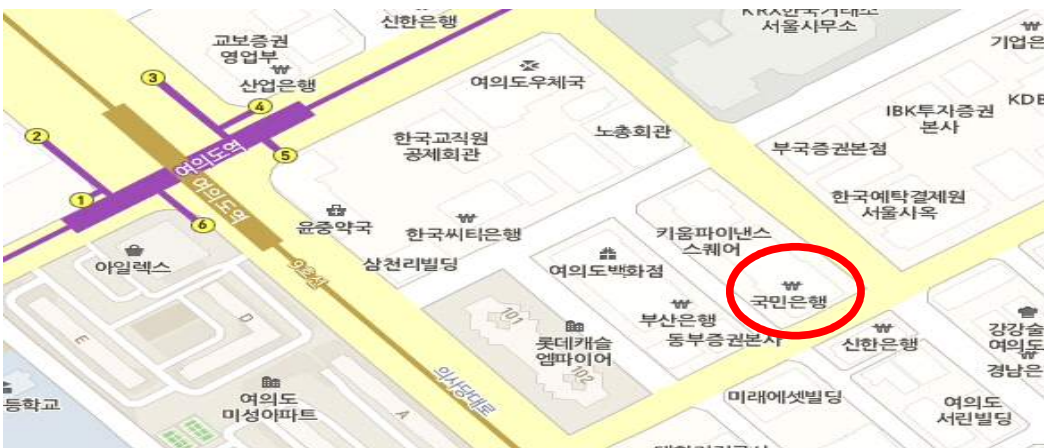 신한은행
KRX한국거래소
서울사무소
기업은
교보증권
영업부
산업은행
3
4
여의도우체국
KDB
IBK투자증권
본사
2
한국교직원
공제회관
노총회관
부국증권본점
5
여의도역
여의도역
1
6
한국예탁결제원
서울사옥
윤중약국
한국씨티은행
키움파이낸스
스퀘어
아일렉스
9호선
삼천리빌딩
여의도백화점
국민은행
부산은행
동부증권본사
101
롯데캐슬
엠파이어
102
신한은행
강강술
여의도
경남은
E
D
A
의사당대로
등학교
여의도
미성아파트
미래에셋빌딩
여의도
서린빌딩